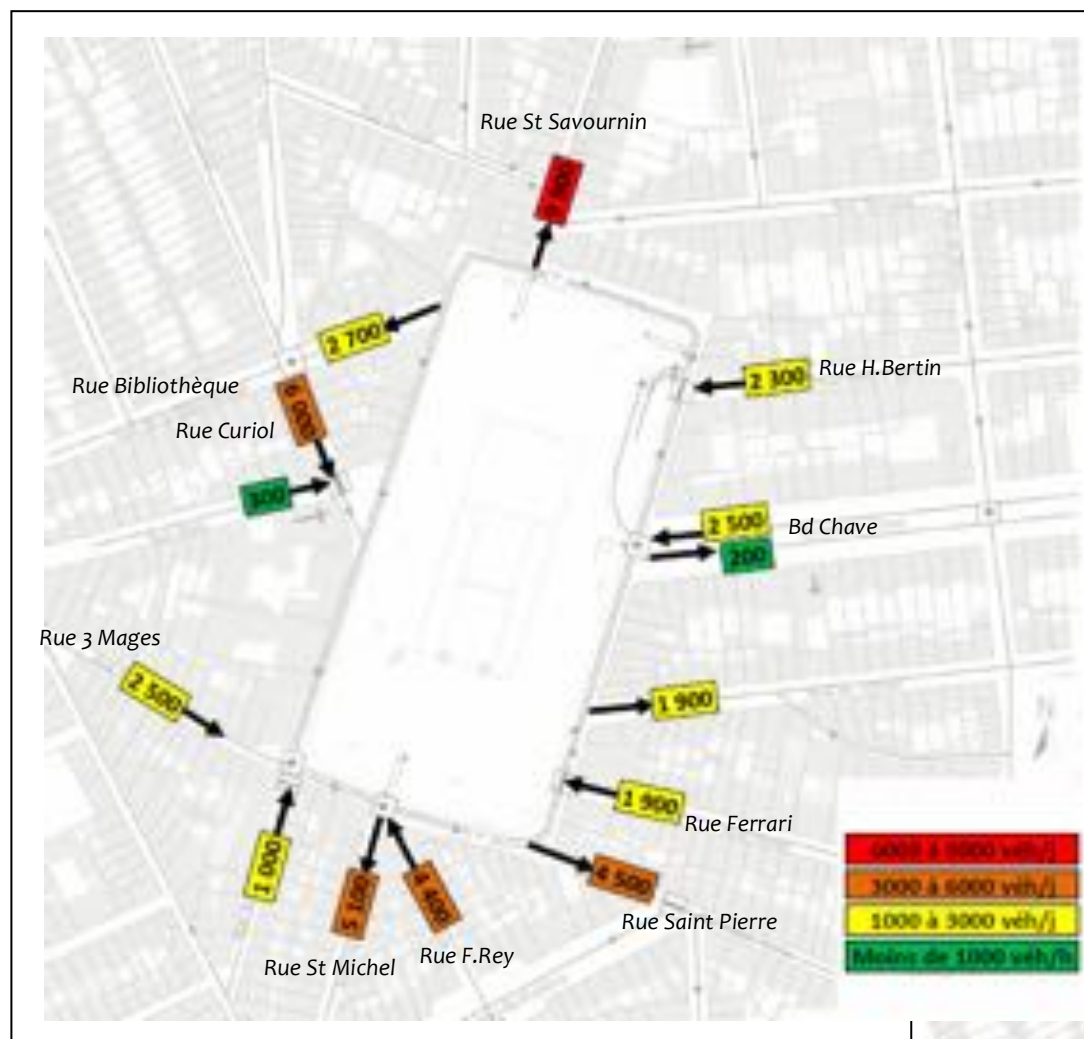 Rue St Savournin
2 700
Rue H.Bertin
2 300
Rue Bibliothèque
6 000
Rue Curiol
300
2 500
Bd Chave
200
Rue 3 Mages
2 500
1 900
1 900
Rue Ferrari
1 000
5 100
4 400
4 500
Rue Saint Pierre
Rue F.Rey
Rue St Michel
6000 à 9000 véh/j
3000 à 6000 véh/j
1000 à 3000 véh/j
Moins de 1000 véh/h